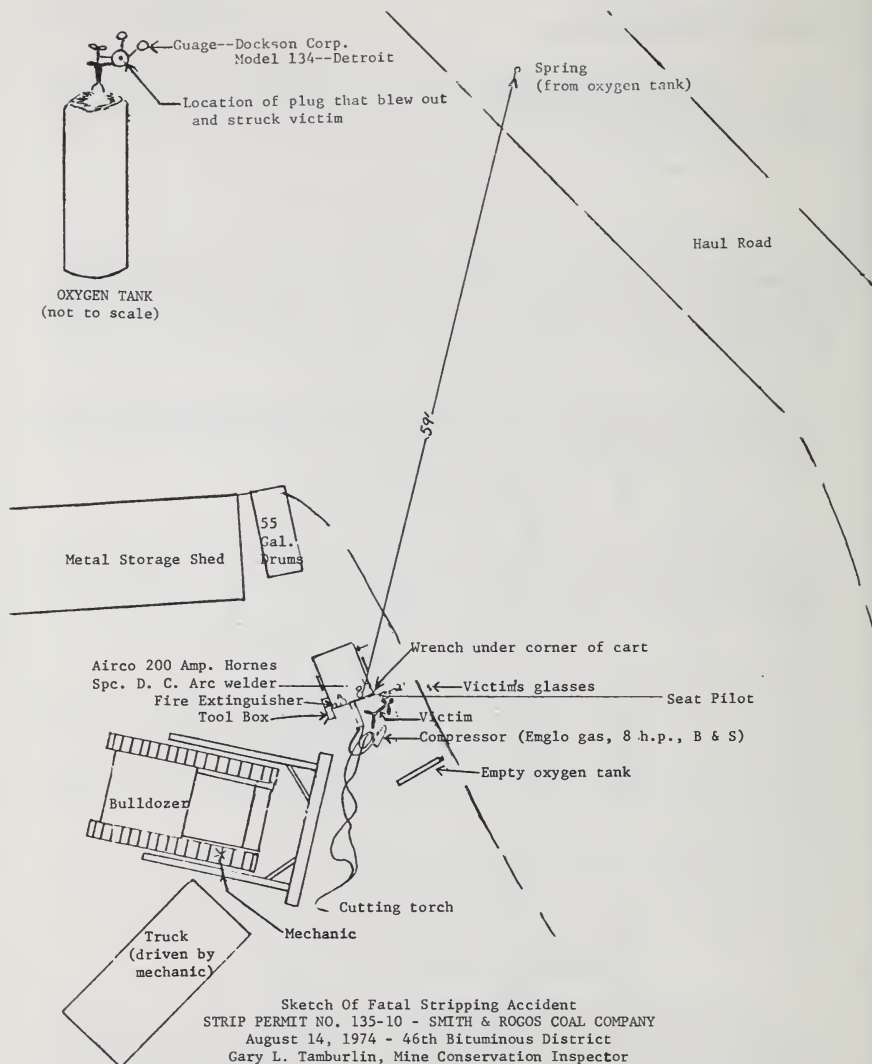 Guage--Dockson Corp.
Model 134--Detroit
Location of plug that blew out
and struck victim
OXYGEN TANK
(not to scale)
Spring
(from oxygen tank)
Haul Road
59'
Metal Storage Shed
55
Gal.
Drums
Wrench under corner of cart
Airco 200 Amp. Hornes
Spc. D. C. Arc welder
Fire Extinguisher
Tool Box
Victim's glasses
Seat Pilot
Victim
Compressor (Emglo gas, 8 h.p., B & S)
Empty oxygen tank
Bulldozer
Cutting torch
Mechanic
Truck
(driven by
mechanic)
Sketch Of Fatal Stripping Accident
STRIP PERMIT NO. 135-10 - SMITH & ROGOS COAL COMPANY
August 14, 1974 - 46th Bituminous District
Gary L. Tamburlin, Mine Conservation Inspector